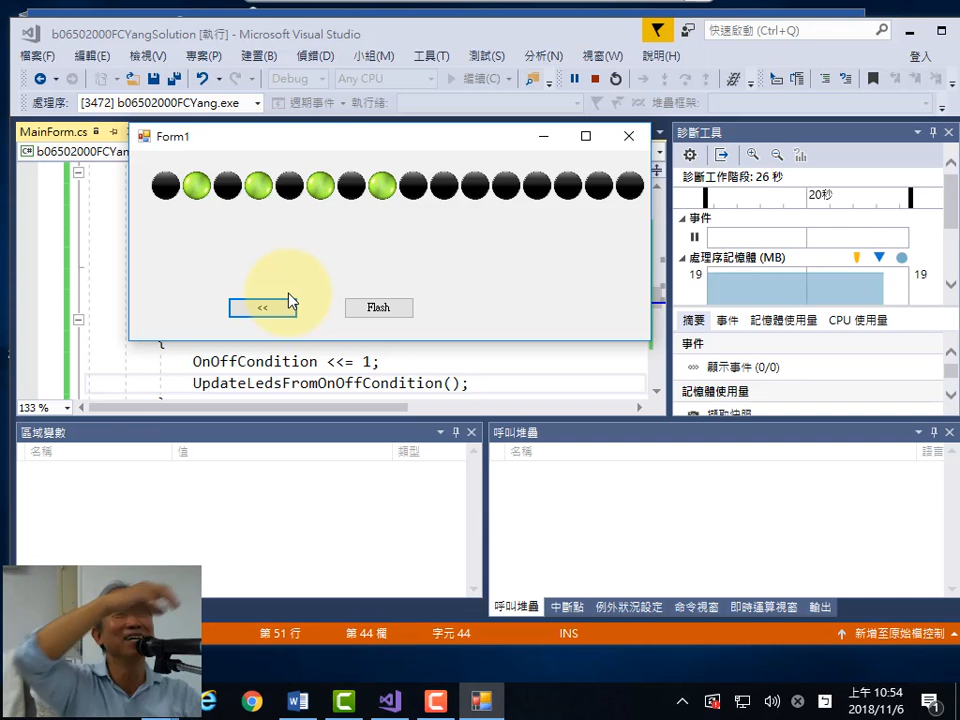 b06502000FCYangSolution [執行] - Microsoft Visual Studio
快速啟動 (Ctrl+Q)
檔案(F) 編輯(E) 檢視(V) 專案(P) 建置(B) 偵錯(D) 小組(M) 工具(T) 測試(S) 分析(N) 視窗(W) 說明(H) 登入
Debug Any CPU 繼續(C)
處理序: [3472] b06502000FCYang.exe 週期事件 執行緒: 堆疊框架:
MainForm.cs
b06502000FCYan
Form1
<<
Flash
OnOffCondition <<= 1;
UpdateLedsFromOnOffCondition();
133 %
診斷工具
診斷工作階段: 26 秒
20秒
事件
處理序記憶體 (MB)
19 19
摘要 事件 記憶體使用量 CPU 使用量
事件
顯示事件 (0/0)
記憶體使用量
區域變數
名稱 值 類型
呼叫堆疊
名稱
呼叫堆疊 中斷點 例外狀況設定 命令視窗 即時運算視窗 輸出
第 51 行 第 44 欄 字元 44 INS 新增至原始檔控制
上午 10:54
2018/11/6
1